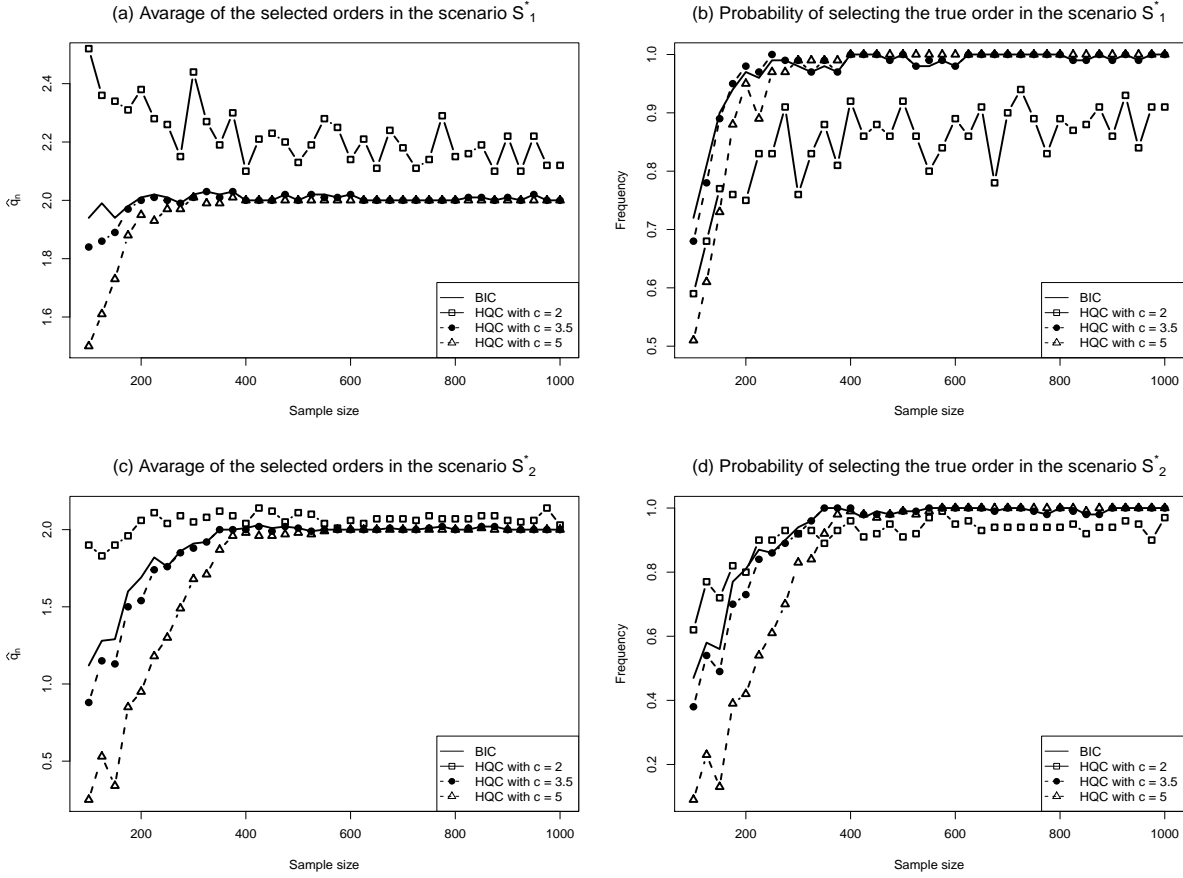 (a) Avarage of the selected orders in the scenario S*1
q̂n
2.4
2.2
2.0
1.8
1.6
200 400 600 800 1000
Sample size
BIC
HQC with c = 2
HQC with c = 3.5
HQC with c = 5
(b) Probability of selecting the true order in the scenario S*1
Frequency
1.0
0.9
0.8
0.7
0.6
0.5
200 400 600 800 1000
Sample size
BIC
HQC with c = 2
HQC with c = 3.5
HQC with c = 5
(c) Avarage of the selected orders in the scenario S*2
q̂n
2.0
1.5
1.0
0.5
200 400 600 800 1000
Sample size
BIC
HQC with c = 2
HQC with c = 3.5
HQC with c = 5
(d) Probability of selecting the true order in the scenario S*2
Frequency
1.0
0.8
0.6
0.4
0.2
200 400 600 800 1000
Sample size
BIC
HQC with c = 2
HQC with c = 3.5
HQC with c = 5